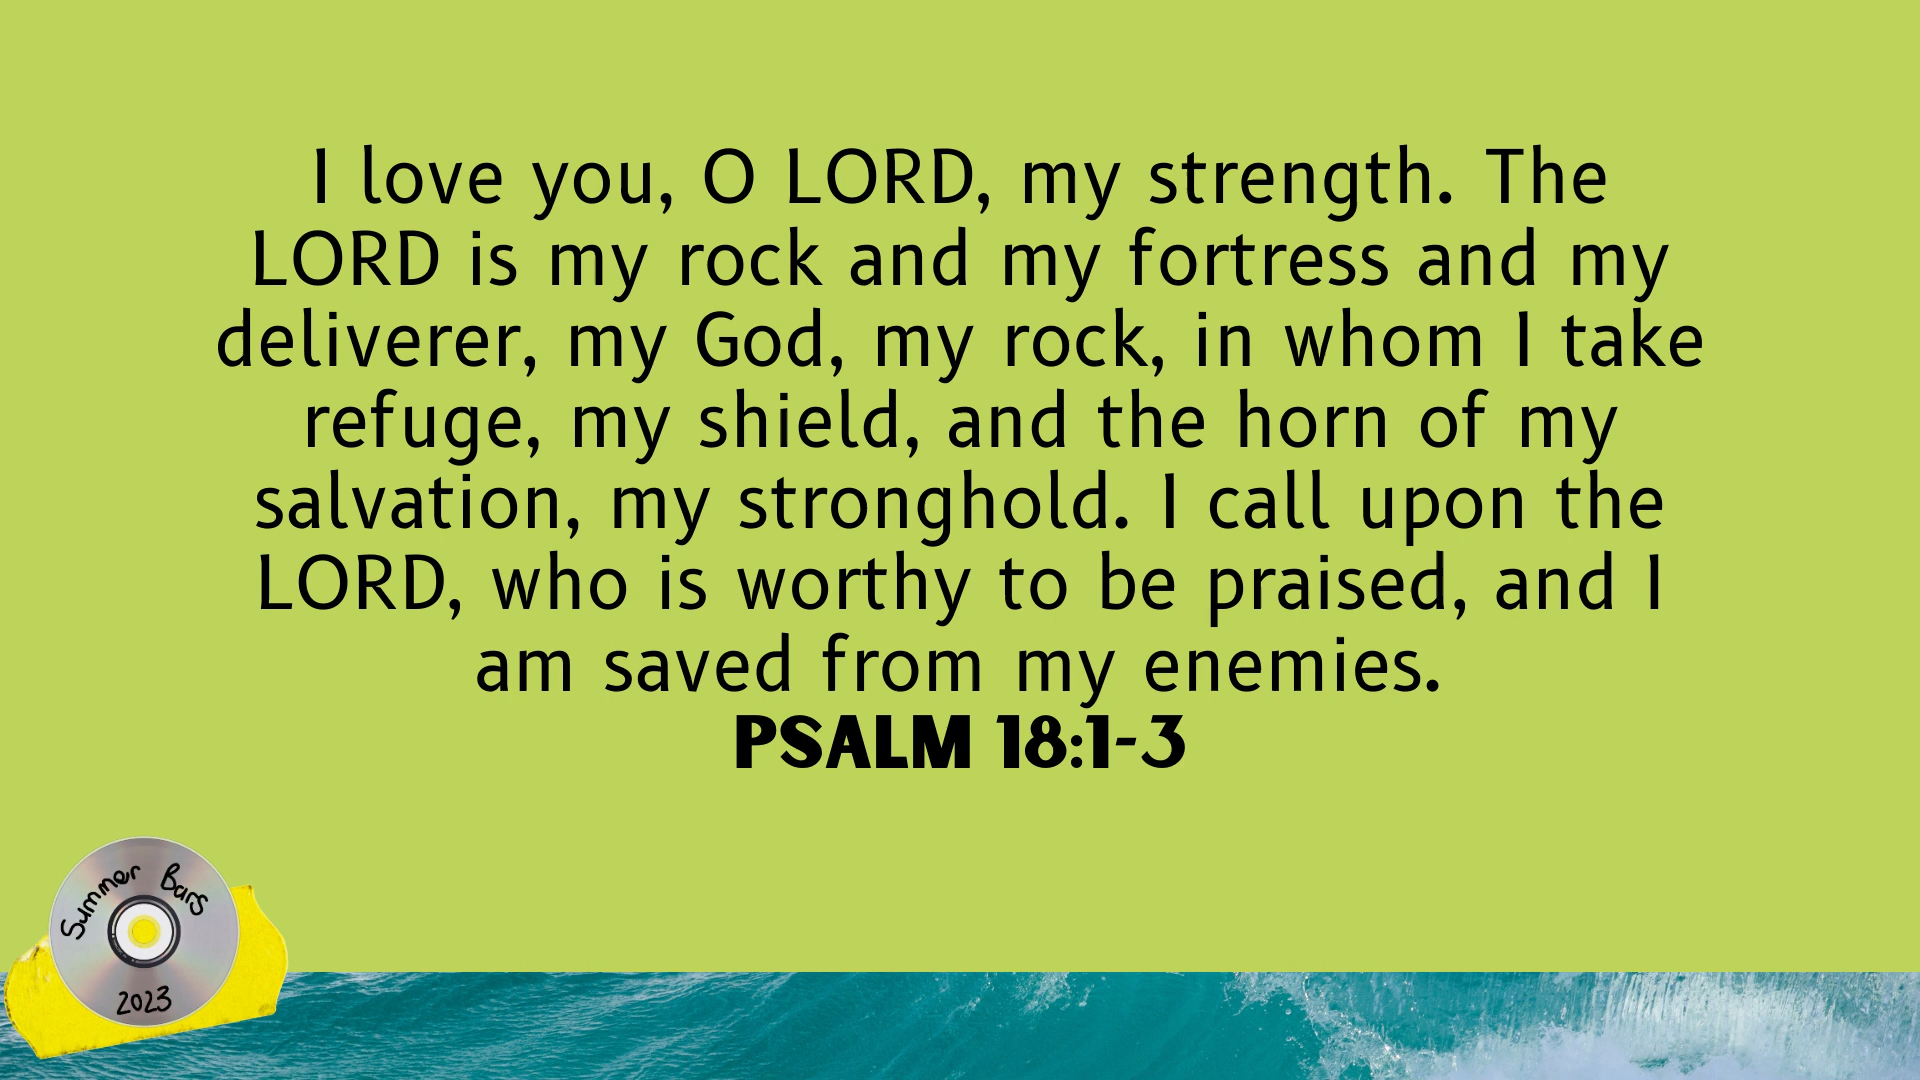 I love you, O LORD, my strength. The
LORD is my rock and my fortress and my
deliverer, my God, my rock, in whom I take
refuge, my shield, and the horn of my
salvation, my stronghold. I call upon the
LORD, who is worthy to be praised, and I
am saved from my enemies.
PSALM 18:1-3
Summer Bars
2023